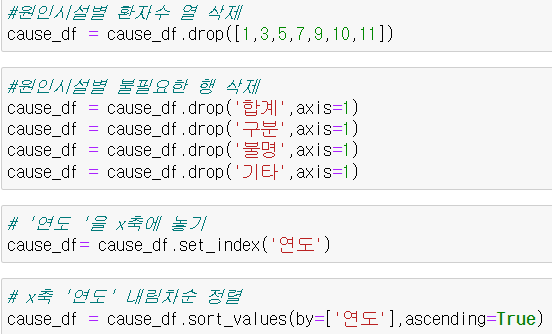 #원인시설별 환자수 열 삭제
cause_df = cause_df.drop([1,3,5,7,9,10,11])
#원인시설별 불필요한 행 삭제
cause_df = cause_df.drop('합계',axis=1)
cause_df = cause_df.drop('구분',axis=1)
cause_df = cause_df.drop('불명',axis=1)
cause_df = cause_df.drop('기타',axis=1)
# '연도 '을 x축에 놓기
cause_df= cause_df.set_index('연도')
# x축 '연도' 내림차순 정렬
cause_df = cause_df.sort_values(by=['연도'],ascending=True)